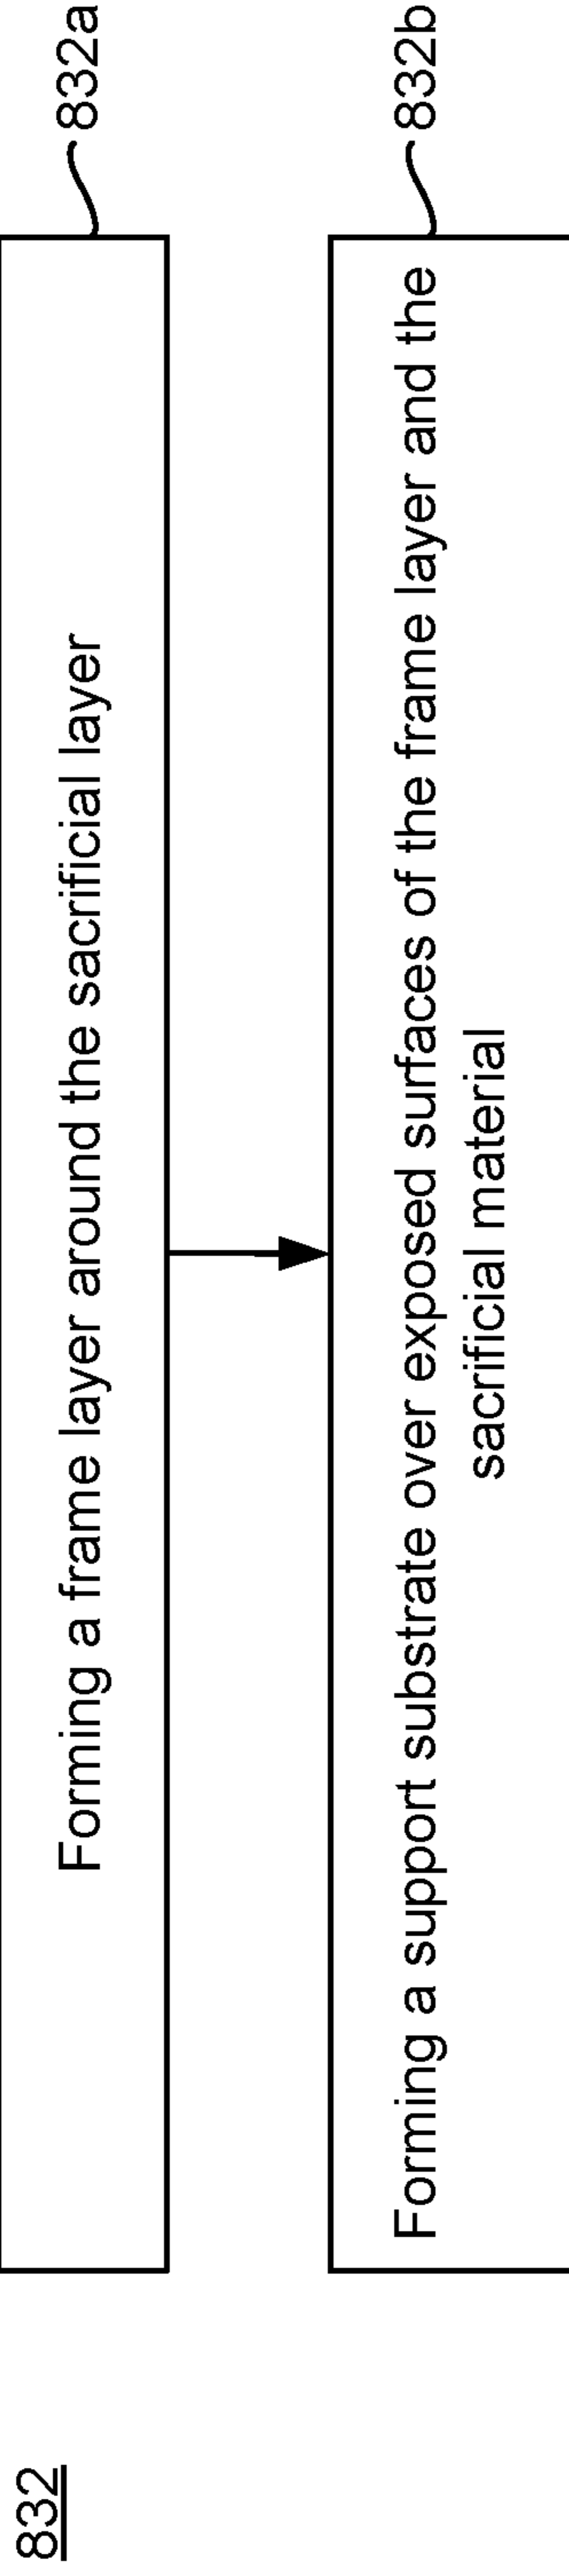 832
Forming a frame layer around the sacrificial layer
832a
Forming a support substrate over exposed surfaces of the frame layer and the
sacrificial material
832b